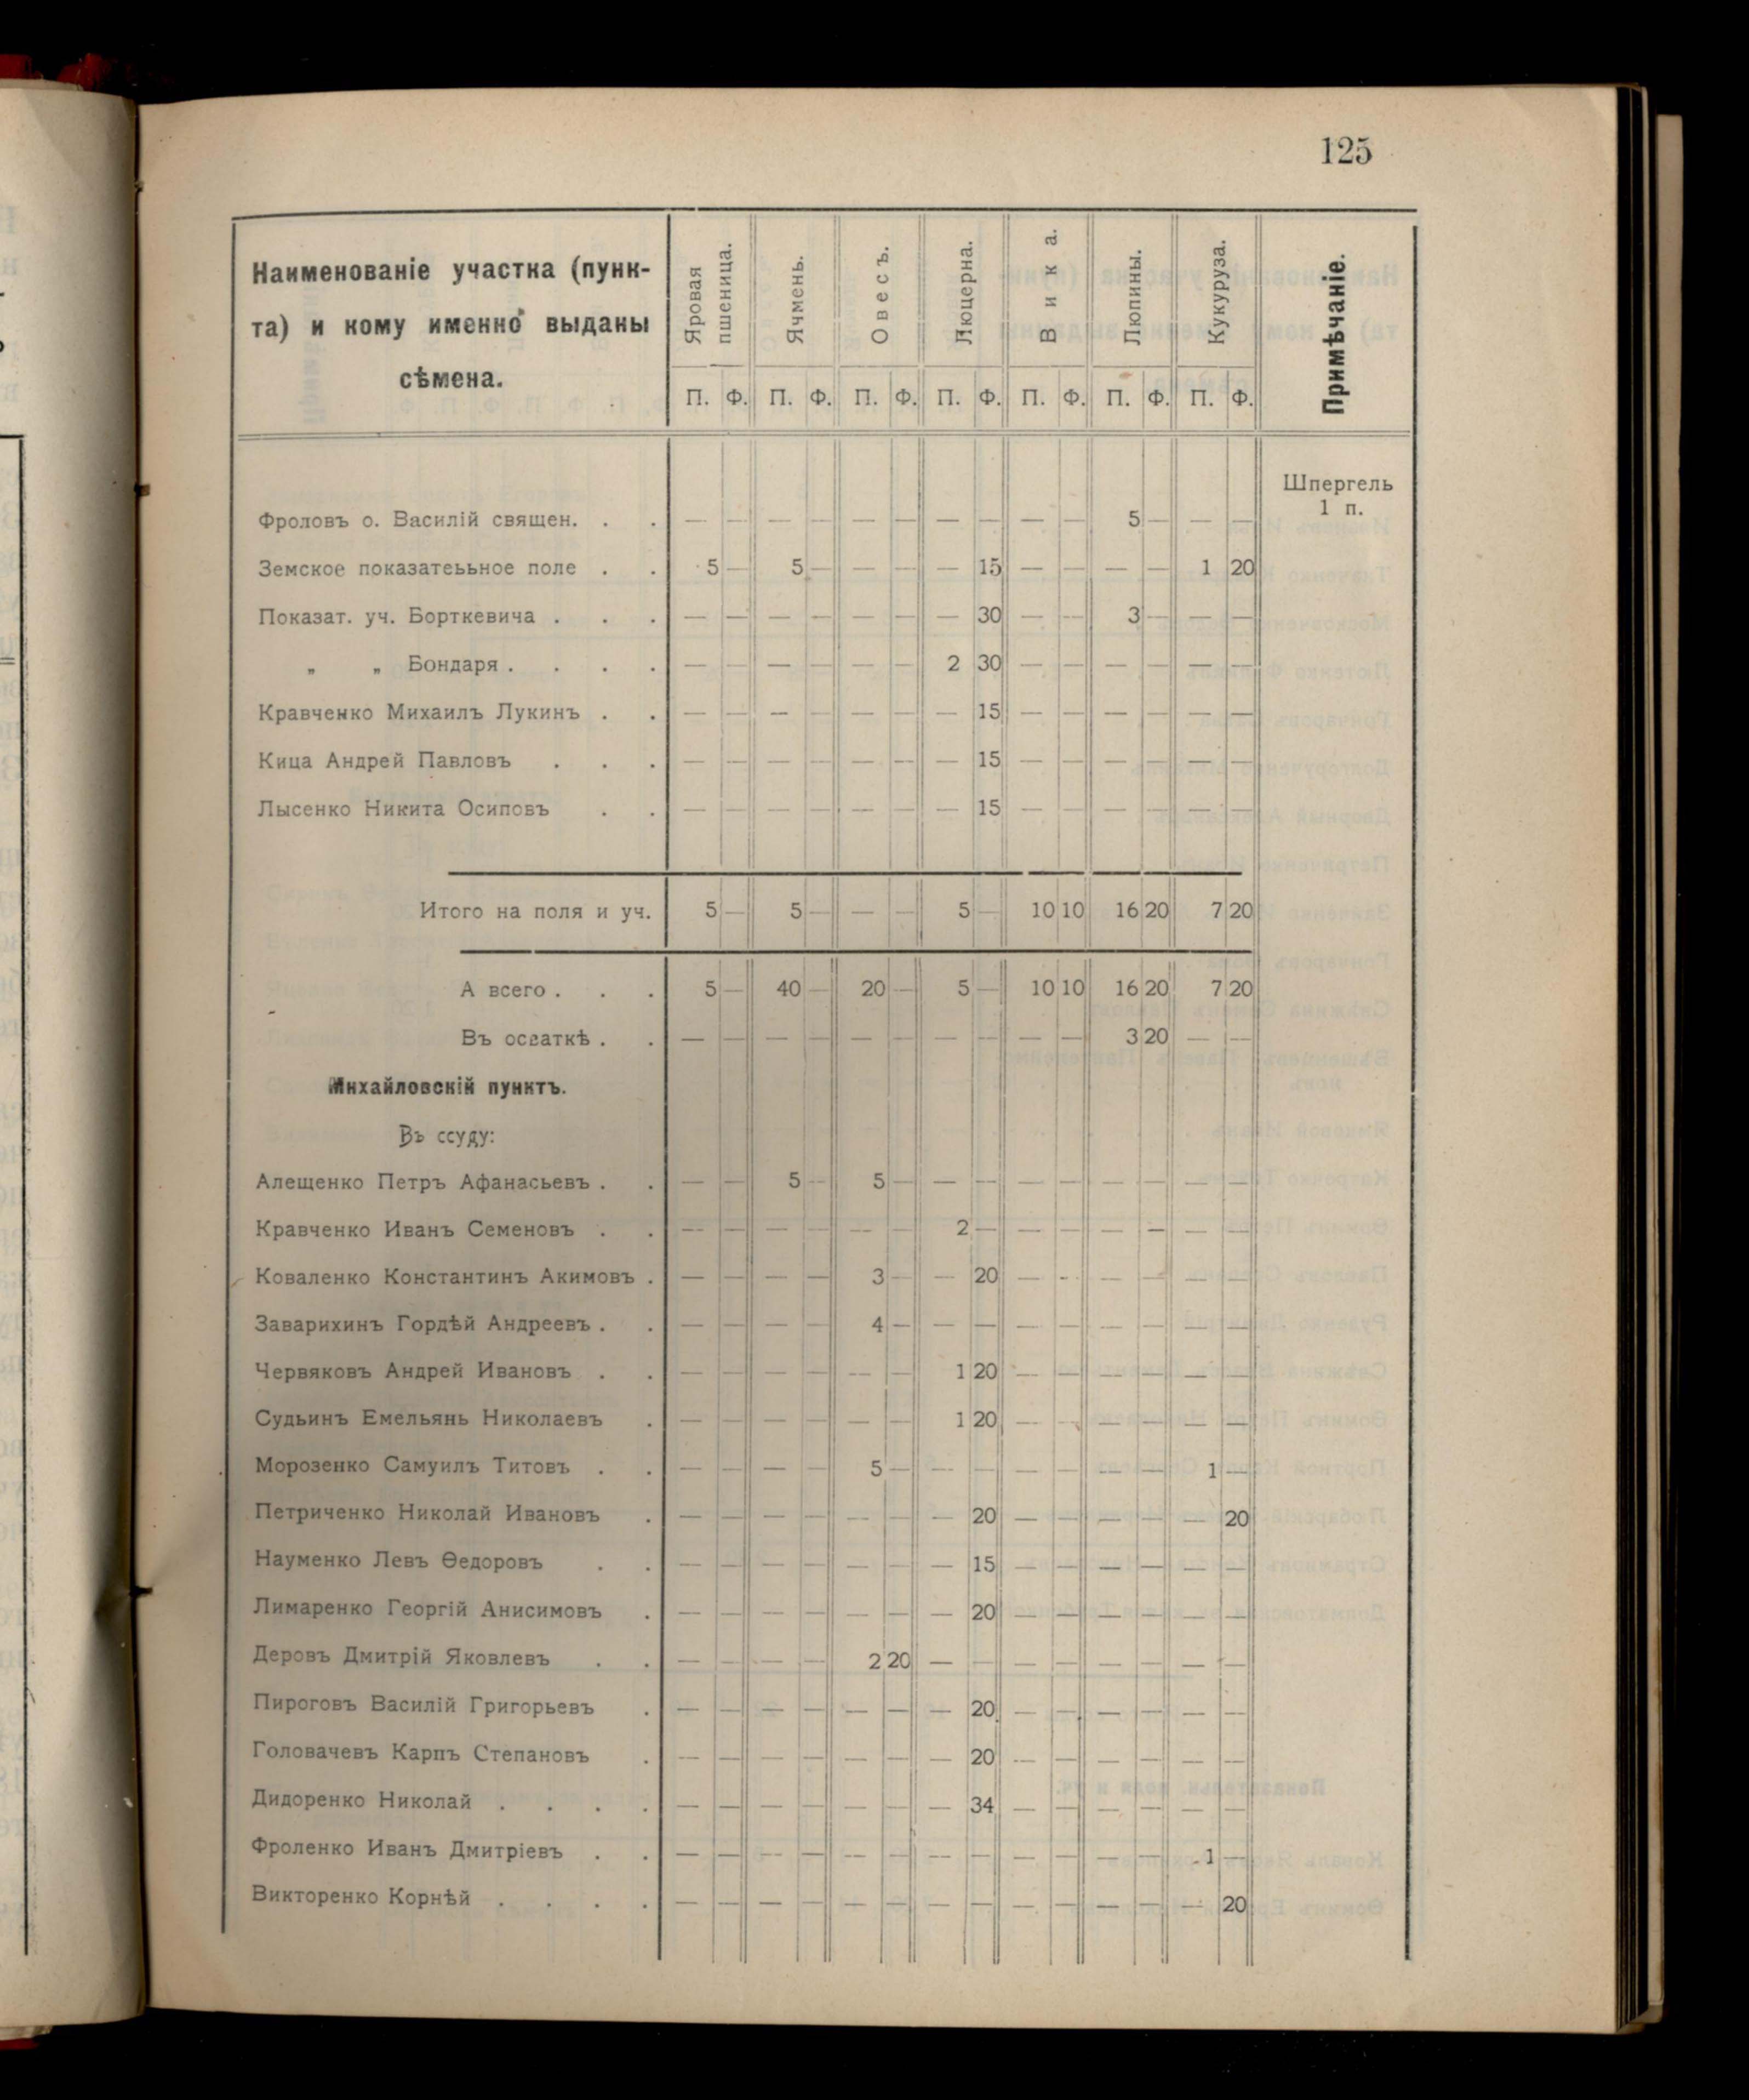 125
Наименованіе участка (пунк-
та) и кому именно выданы
сѣмена.
Яровая
пшеница.
Ячмень.
Овесъ.
Люцерна.
Вика.
Люпины.
Кукуруза.
Примѣчаніе.
П. Ф. П. Ф. П. Ф. П. Ф. П. Ф. П. Ф. П. Ф.
Шпергель
1 п.
Фроловъ о. Василій священ. . . — — — — — — — — — — 5 — — —
Земское показатеььное поле . . 5 — 5 — — — — 15 — — — — 1 20
Показат. уч. Борткевича . . . — — — — — — — 30 — — 3 — — —
„ „ Бондаря . . . . — — — — — — 2 30 — — — — — —
Кравченко Михаилъ Лукинъ . . — — — — — — — 15 — — — — — —
Кица Андрей Павловъ . . . — — — — — — — 15 — — — — — —
Лысенко Никита Осиповъ . . — — — — — — — 15 — — — — — —
Итого на поля и уч. 5 — 5 — — — 5 — 10 10 16 20 7 20
А всего . . . 5 — 40 — 20 — 5 — 10 10 16 20 7 20
Въ осваткѣ . . — — — — — — — — — — 3 20 — —
Михайловскій пунктъ.
Въ ссуду:
Алещенко Петръ Афанасьевъ . . — — 5 — 5 — — — — — — — — —
Кравченко Иванъ Семеновъ . . — — — — — — 2 — — — — — — —
Коваленко Константинъ Акимовъ . — — — — 3 — — 20 — — — — — —
Заварихинъ Гордѣй Андреевъ . . — — — — 4 — — — — — — — — —
Червяковъ Андрей Ивановъ . . — — — — — — 1 20 — — — — — —
Судьинъ Емельянь Николаевъ . — — — — — — 1 20 — — — — — —
Морозенко Самуилъ Титовъ . . — — — — 5 — — — — — — — 1 —
Петриченко Николай Ивановъ . — — — — — — — 20 — — — — — 20
Науменко Левъ Ѳедоровъ . . — — — — — — — 15 — — — — — —
Лимаренко Георгій Анисимовъ . — — — — — — — 20 — — — — — —
Деровъ Дмитрій Яковлевъ . . — — — — 2 20 — — — — — — — —
Пироговъ Василій Григорьевъ . — — — — — — — 20 — — — — — —
Головачевъ Карпъ Степановъ . — — — — — — — 20 — — — — — —
Дидоренко Николай . . . . — — — — — — — 34 — — — — — —
Фроленко Иванъ Дмитріевъ . . — — — — — — — — — — — — 1 —
Викторенко Корнѣй . . . . — — — — — — — — — — — — — 20